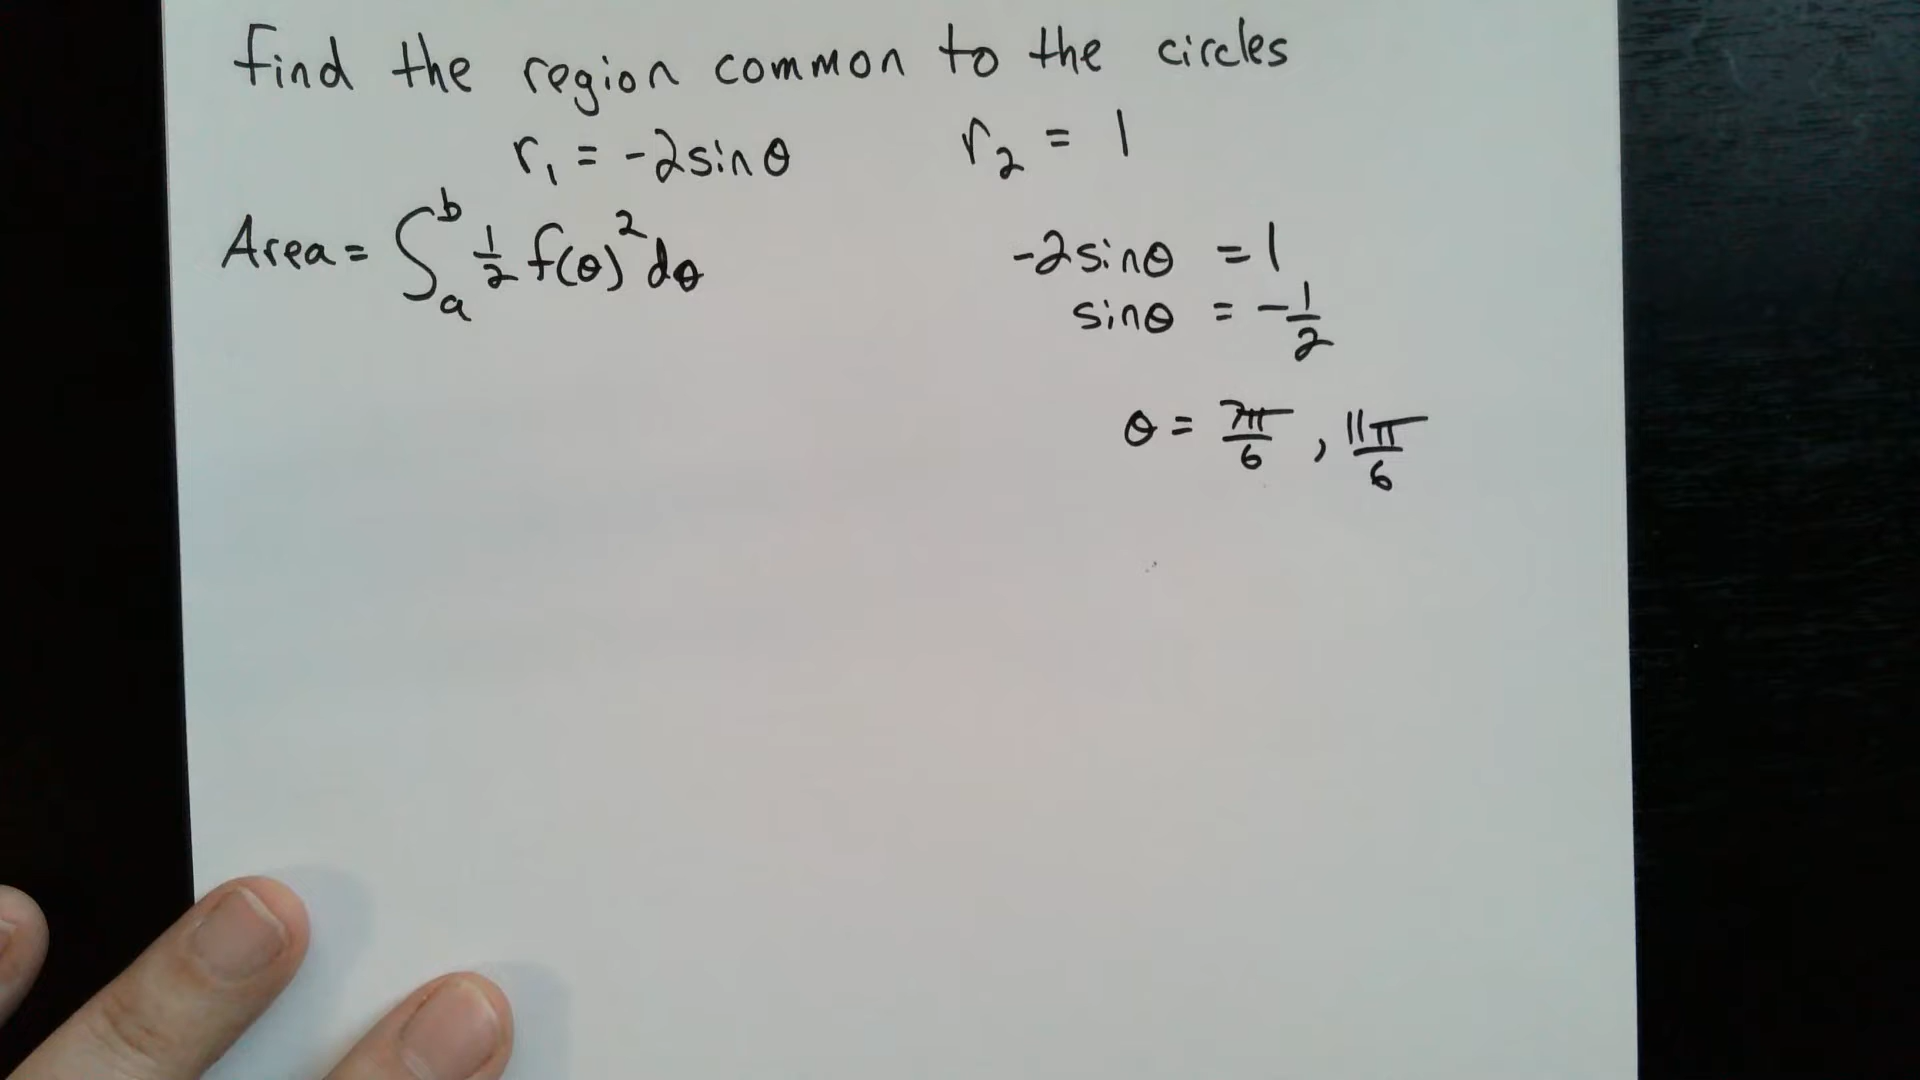 find the region common to the circles
r₁ = -2sinθ r₂ = 1
Area = ∫ₐᵇ ½ f(θ)² dθ
-2sinθ = 1
sinθ = -1/2
θ = 7π/6 , 11π/6